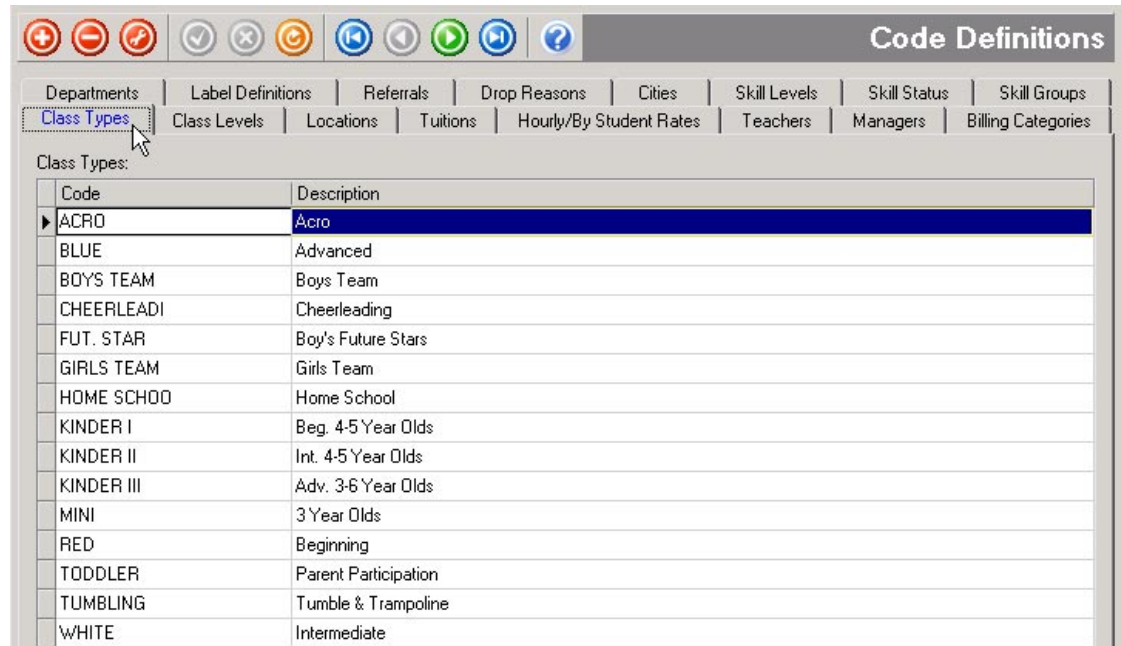 Code Definitions
Departments Label Definitions Referrals Drop Reasons Cities Skill Levels Skill Status Skill Groups
Class Types Class Levels Locations Tuitions Hourly/By Student Rates Teachers Managers Billing Categories
Class Types:
Code Description
ACRO Acro
BLUE Advanced
BOYS TEAM Boys Team
CHEERLEADI Cheerleading
FUT. STAR Boy's Future Stars
GIRLS TEAM Girls Team
HOME SCHOO Home School
KINDER I Beg. 4-5 Year Olds
KINDER II Int. 4-5 Year Olds
KINDER III Adv. 3-6 Year Olds
MINI 3 Year Olds
RED Beginning
TODDLER Parent Participation
TUMBLING Tumble & Trampoline
WHITE Intermediate